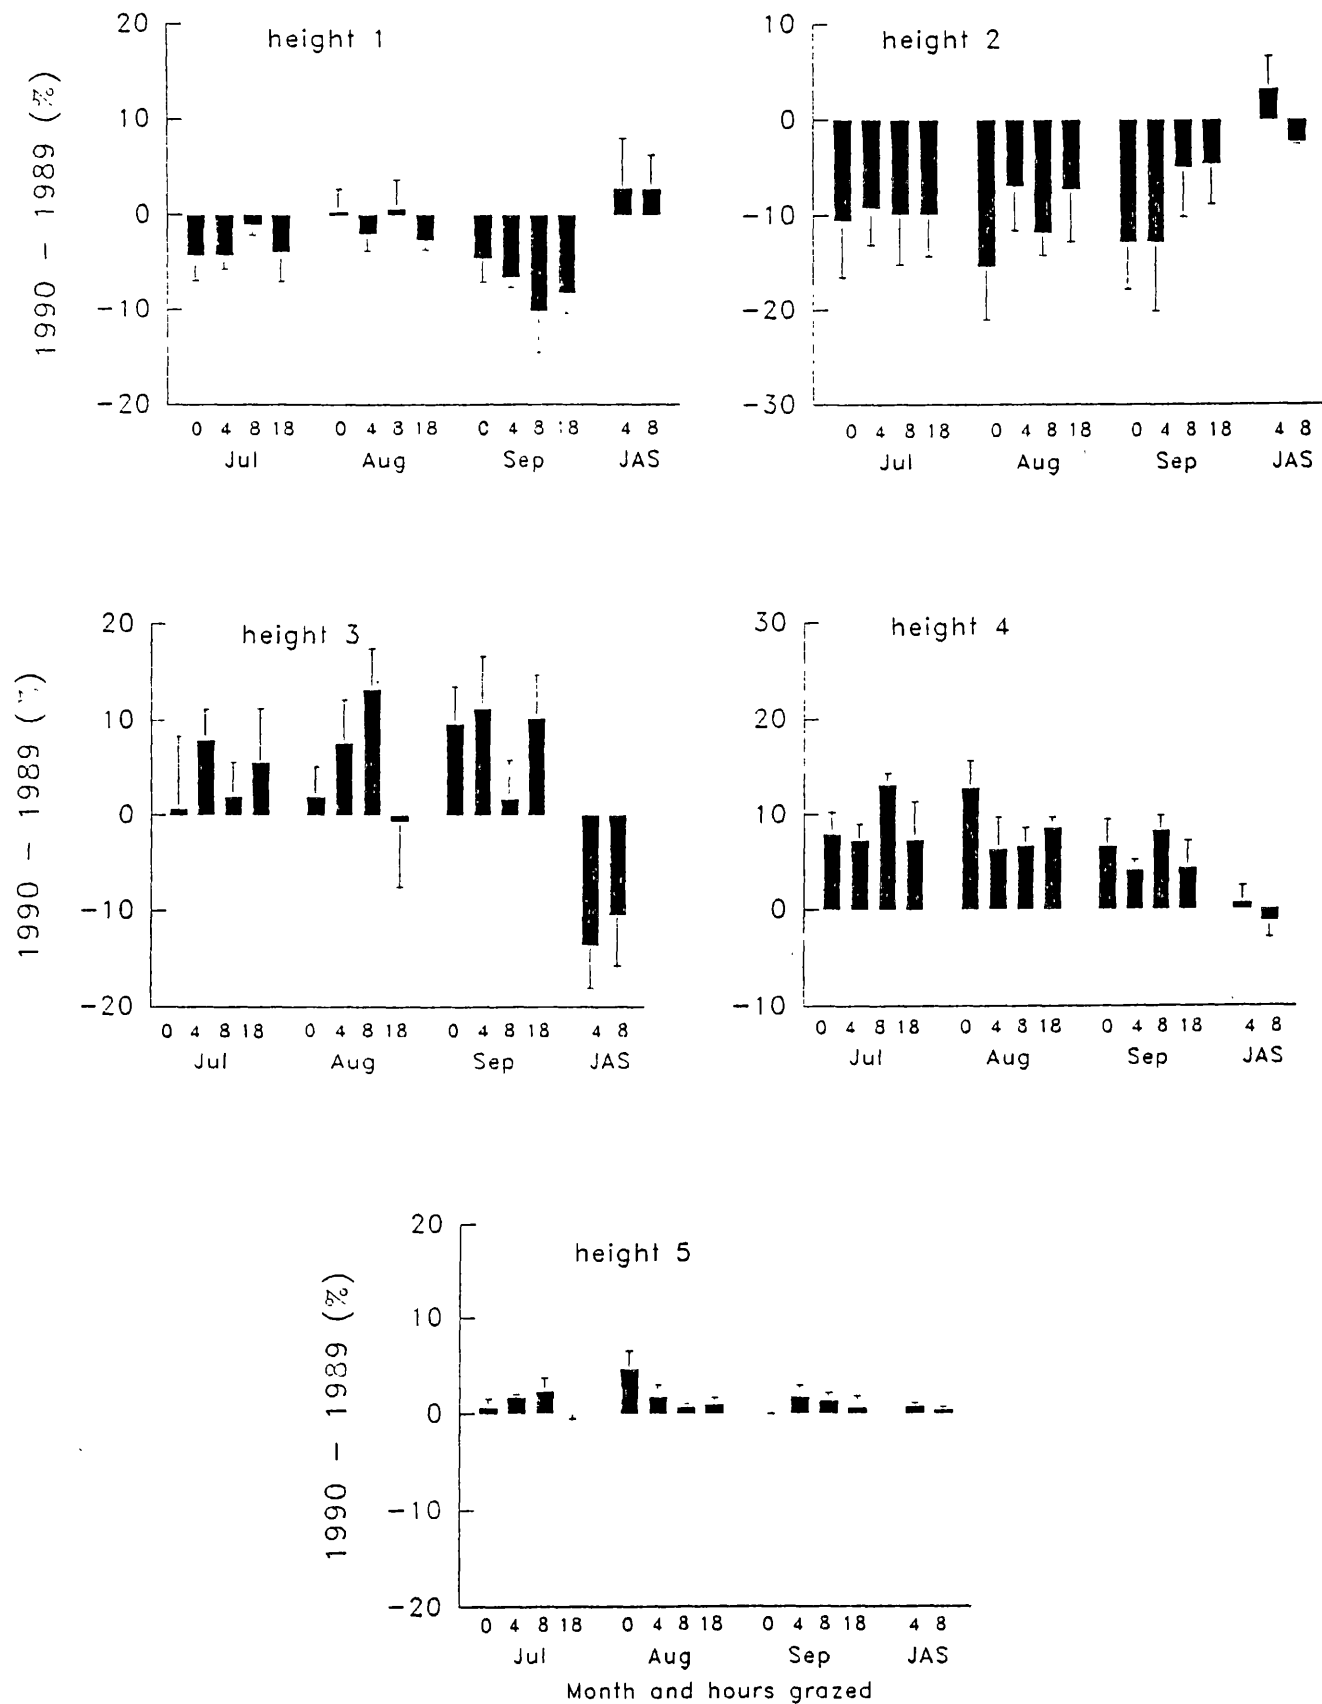 height 1
1990 – 1989 (%)
20
10
0
−10
−20
0 4 8 18 0 4 8 18 0 4 8 18 4 8
Jul Aug Sep JAS
height 2
10
0
−10
−20
−30
0 4 8 18 0 4 8 18 0 4 8 18 4 8
Jul Aug Sep JAS
height 3
1990 – 1989 (%)
20
10
0
−10
−20
0 4 8 18 0 4 8 18 0 4 8 18 4 8
Jul Aug Sep JAS
height 4
30
20
10
0
−10
0 4 8 18 0 4 8 18 0 4 8 18 4 8
Jul Aug Sep JAS
height 5
1990 – 1989 (%)
20
10
0
−10
−20
0 4 8 18 0 4 8 18 0 4 8 18 4 8
Jul Aug Sep JAS
Month and hours grazed